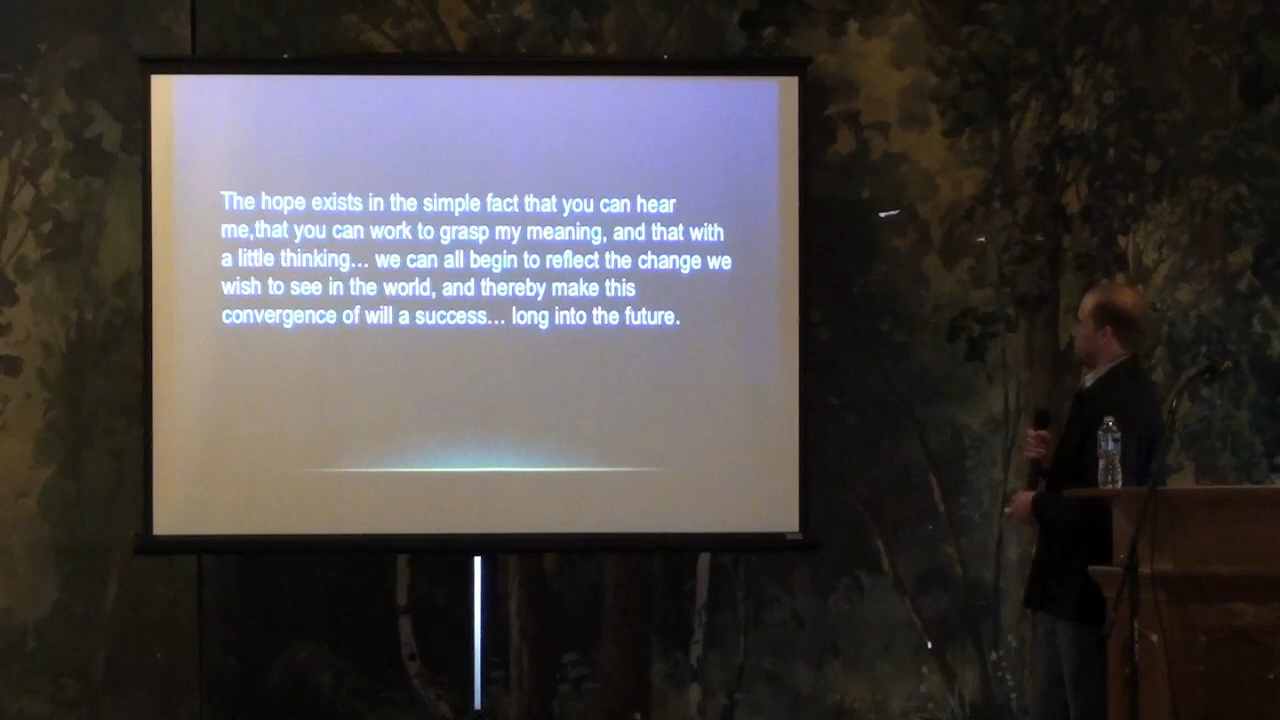 The hope exists in the simple fact that you can hear
me,that you can work to grasp my meaning, and that with
a little thinking... we can all begin to reflect the change we
wish to see in the world, and thereby make this
convergence of will a success... long into the future.